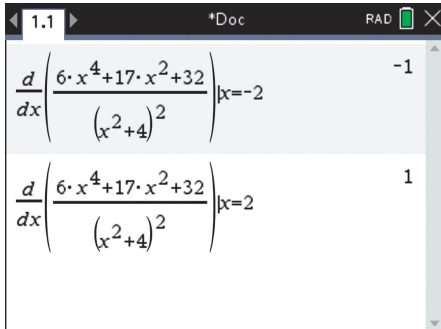 1.1 *Doc RAD
d/dx((6·x^4+17·x^2+32)/(x^2+4)^2)|x=-2 -1
d/dx((6·x^4+17·x^2+32)/(x^2+4)^2)|x=2 1